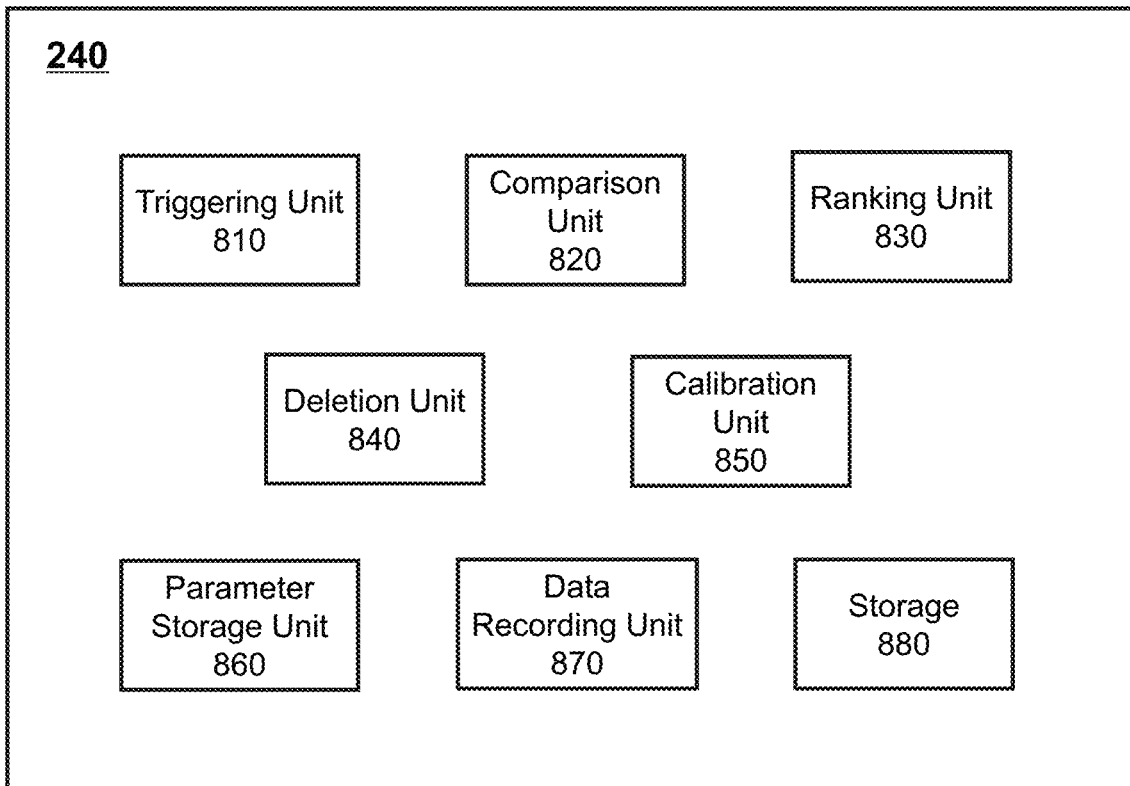 240
Triggering Unit
810
Comparison
Unit
820
Ranking Unit
830
Deletion Unit
840
Calibration
Unit
850
Parameter
Storage Unit
860
Data
Recording Unit
870
Storage
880